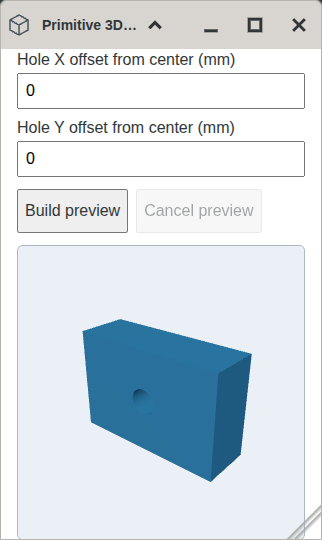 Primitive 3D...
Hole X offset from center (mm)
0
Hole Y offset from center (mm)
0
Build preview Cancel preview